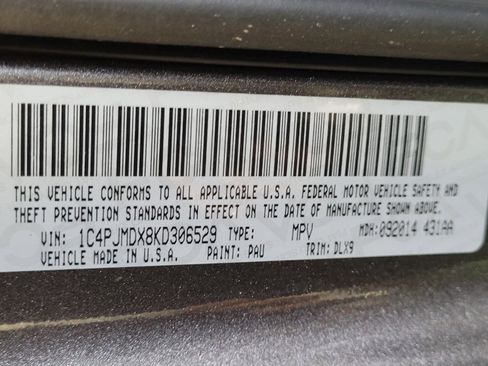 THIS VEHICLE CONFORMS TO ALL APPLICABLE U.S.A. FEDERAL MOTOR VEHICLE SAFETY AND
THEFT PREVENTION STANDARDS IN EFFECT ON THE DATE OF MANUFACTURE SHOWN ABOVE.
VIN: 1C4PJMDX8KD306529 TYPE: MPV MDH: 092014 431AA
VEHICLE MADE IN U.S.A. PAINT: PAU TRIM: DLX9